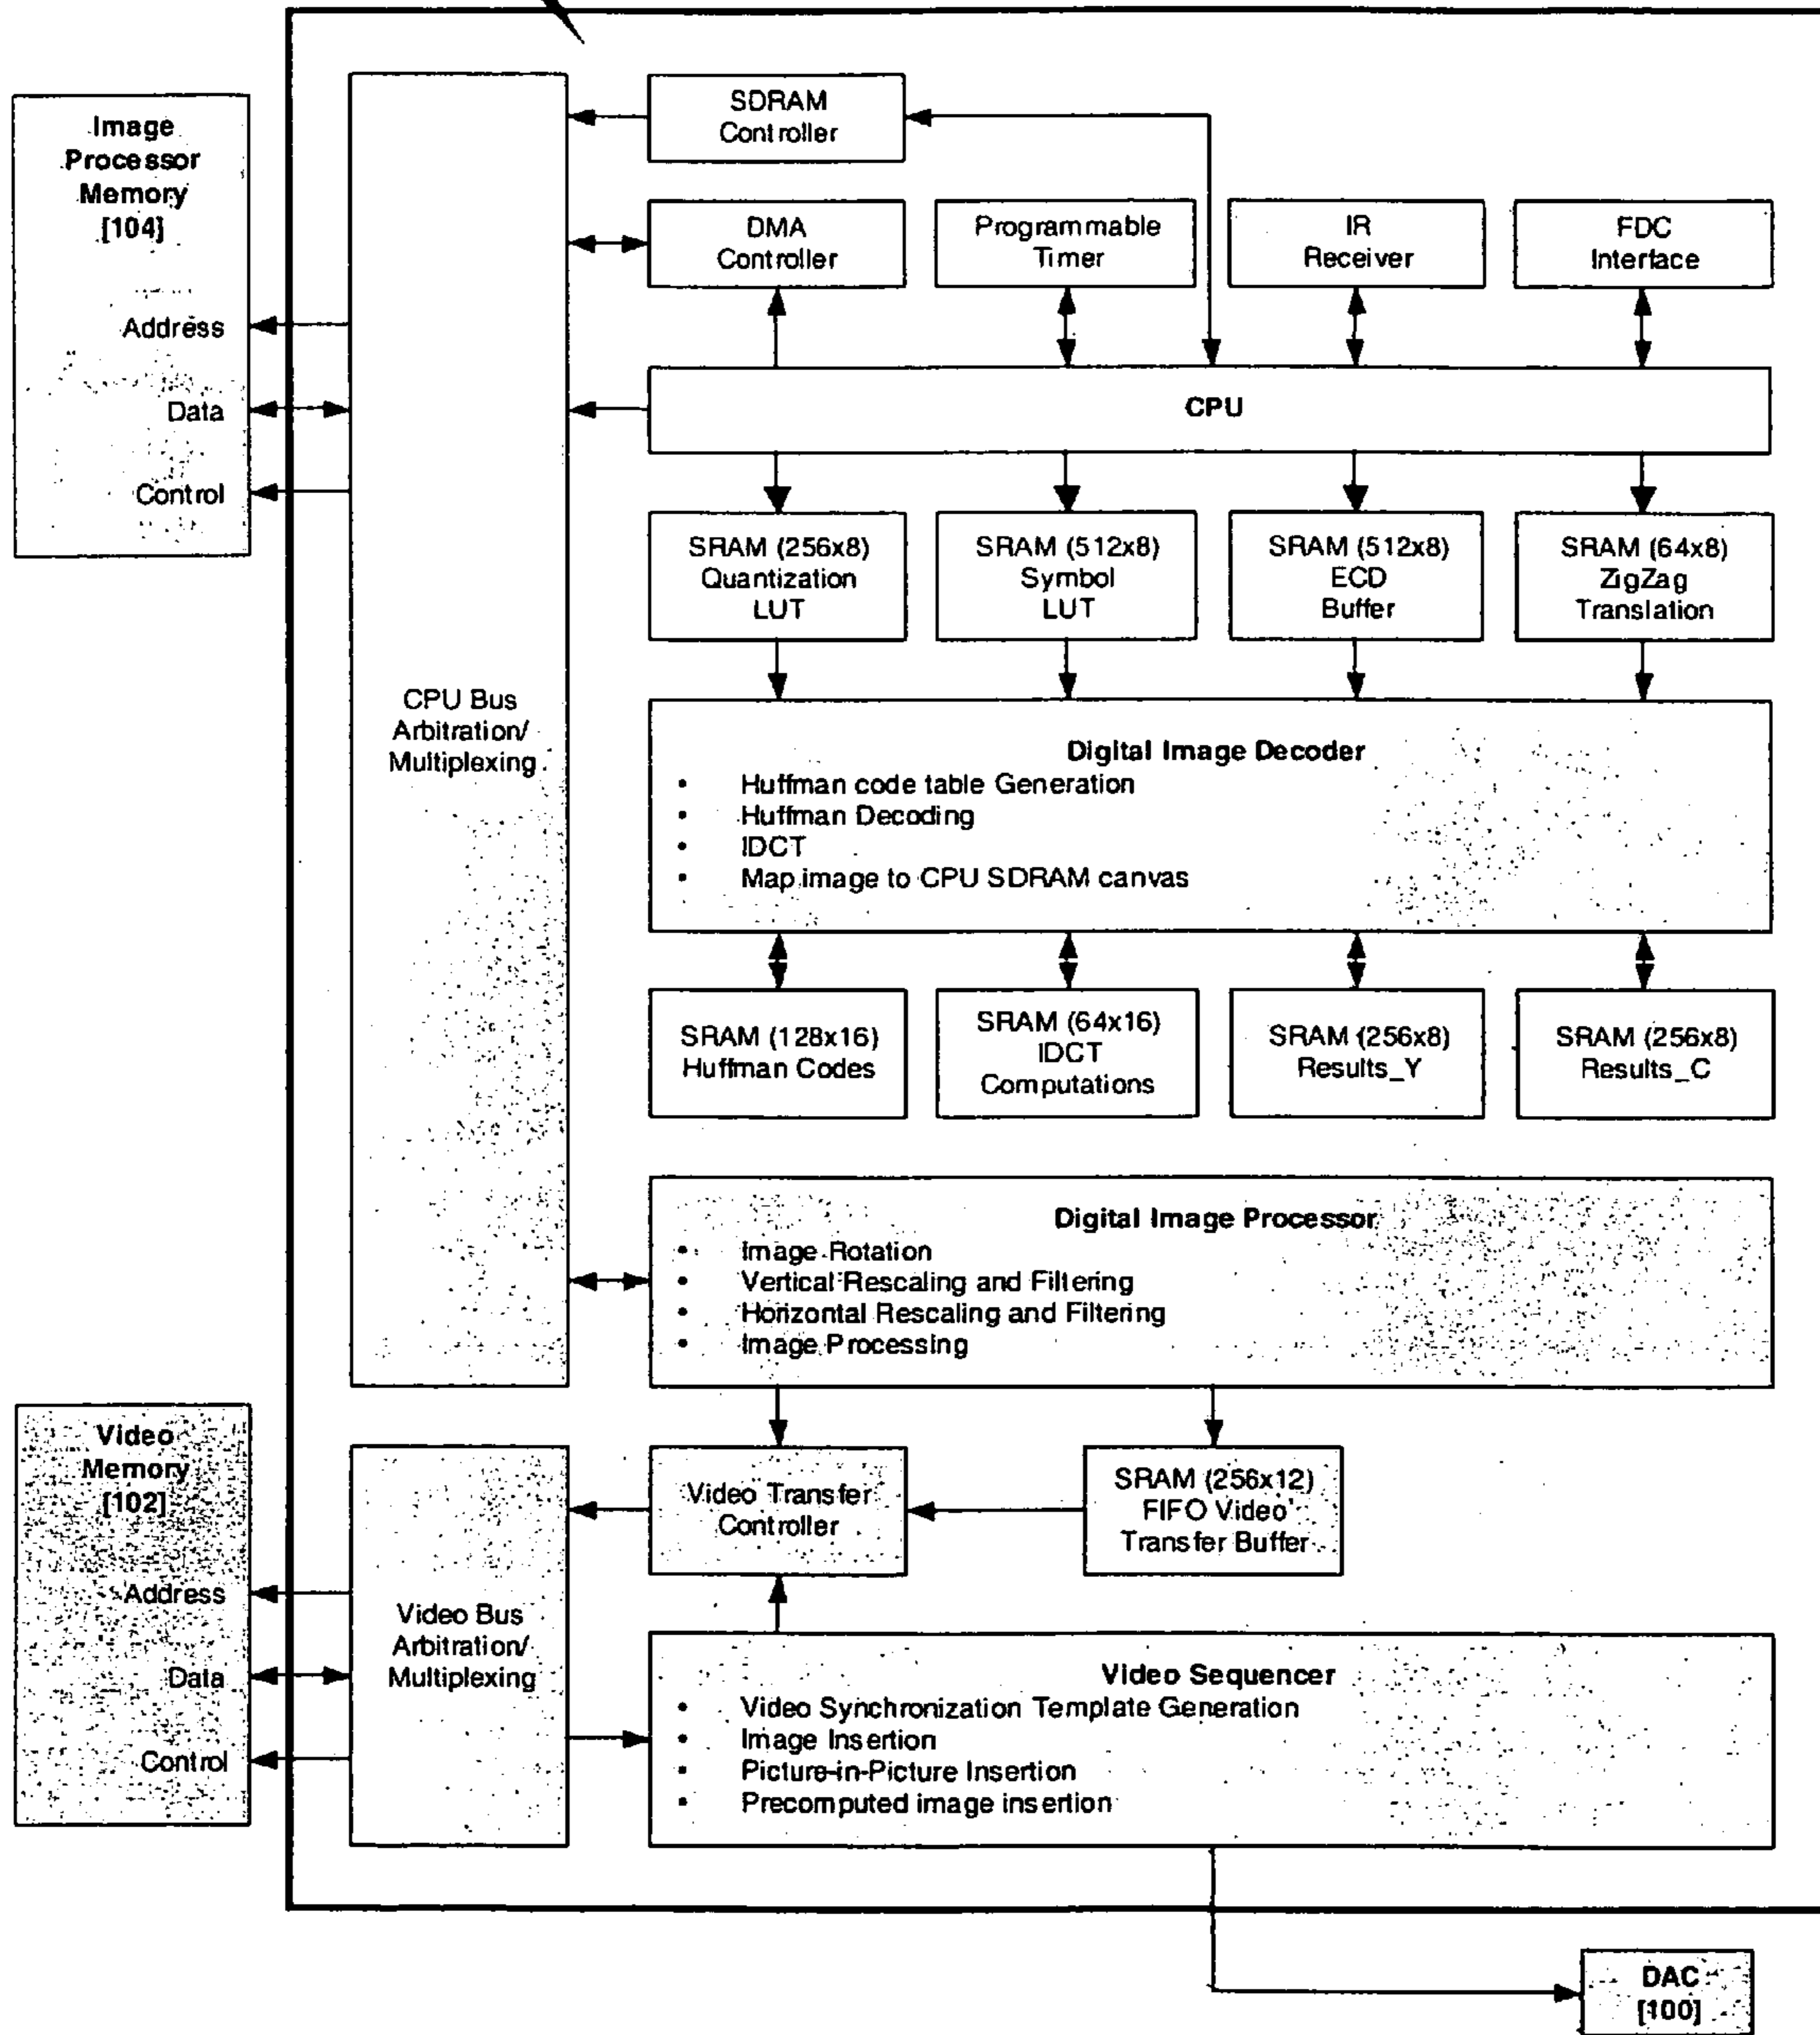 Image
Processor
Memory
[104]
Address
Data
Control
CPU Bus
Arbitration/
Multiplexing
SDRAM
Controller
DMA
Controller
Programmable
Timer
IR
Receiver
FDC
Interface
CPU
SRAM (256x8)
Quantization
LUT
SRAM (512x8)
Symbol
LUT
SRAM (512x8)
ECD
Buffer
SRAM (64x8)
ZigZag
Translation
Digital Image Decoder
• Huffman code table Generation
• Huffman Decoding
• IDCT
• Map image to CPU SDRAM canvas
SRAM (128x16)
Huffman Codes
SRAM (64x16)
IDCT
Computations
SRAM (256x8)
Results_Y
SRAM (256x8)
Results_C
Digital Image Processor
• Image Rotation
• Vertical Rescaling and Filtering
• Horizontal Rescaling and Filtering
• Image Processing
Video
Memory
[102]
Address
Data
Control
Video Bus
Arbitration/
Multiplexing
Video Transfer
Controller
SRAM (256x12)
FIFO Video
Transfer Buffer
Video Sequencer
• Video Synchronization Template Generation
• Image Insertion
• Picture-in-Picture Insertion
• Precomputed image insertion
DAC
[100]